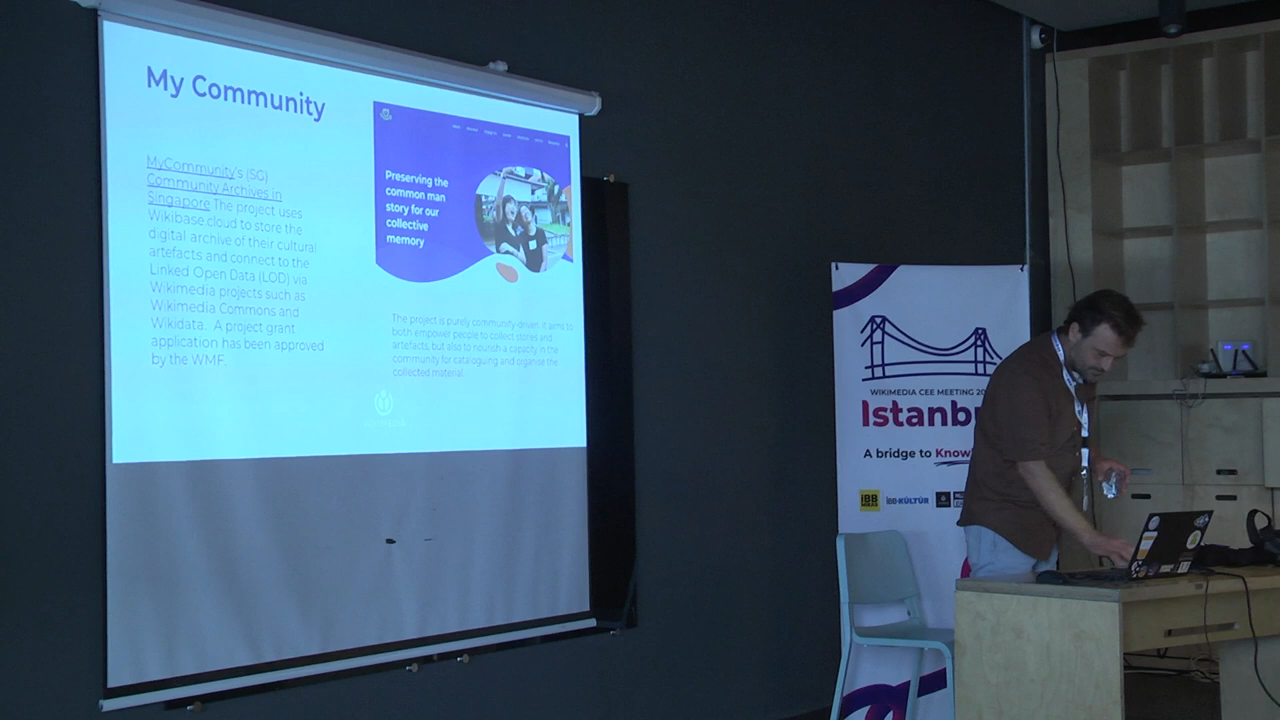 My Community
MyCommunity's (SG)
Community Archives in
Singapore The project uses
Wikibase.cloud to store the
digital archive of their cultural
artefacts and connect to the
Linked Open Data (LOD) via
Wikimedia projects such as
Wikimedia Commons and
Wikidata. A project grant
application has been approved
by the WMF.
Preserving the
common man
story for our
collective
memory
The project is purely community-driven. It aims to
both empower people to collect stories and
artefacts, but also to nourish a capacity in the
community for cataloguing and organise the
collected material.
WIKIMEDIA CEE MEETING 20
Istanbu
A bridge to Know
iBB
MİRAS
İBB KÜLTÜR